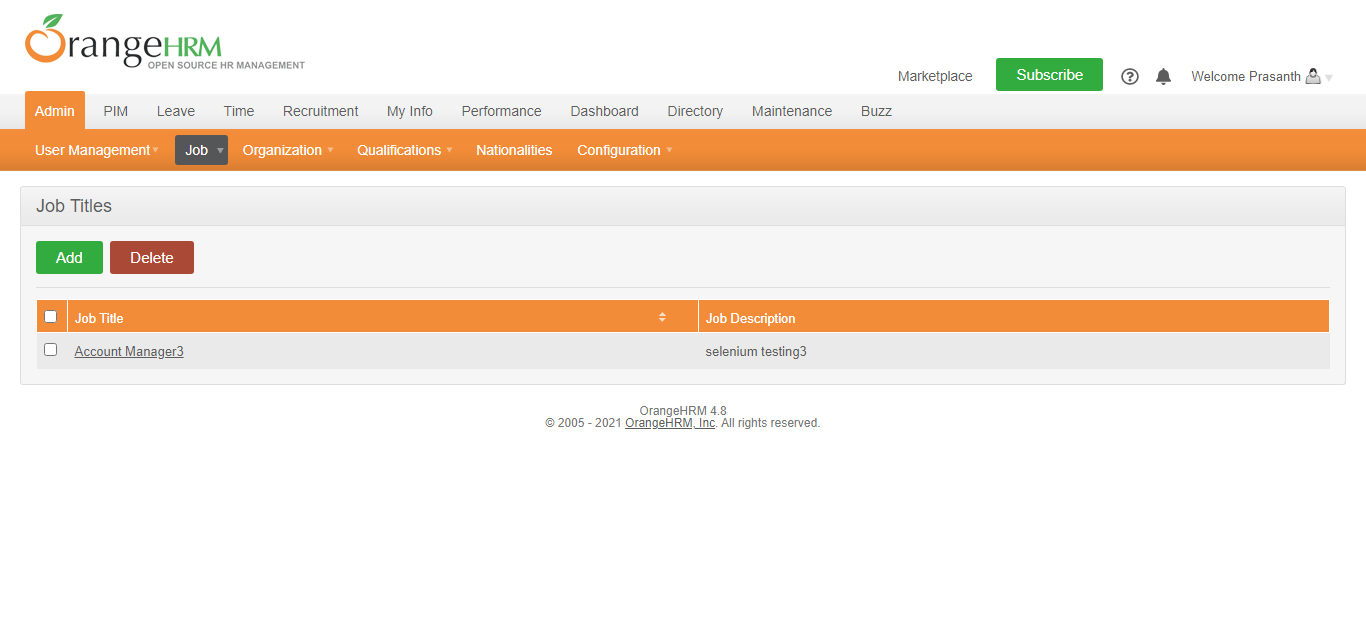 OrangeHRM
OPEN SOURCE HR MANAGEMENT
Marketplace Subscribe Welcome Prasanth
Admin PIM Leave Time Recruitment My Info Performance Dashboard Directory Maintenance Buzz
User Management Job Organization Qualifications Nationalities Configuration
Job Titles
Add Delete
Job Title Job Description
Account Manager3 selenium testing3
OrangeHRM 4.8
© 2005 - 2021 OrangeHRM, Inc. All rights reserved.